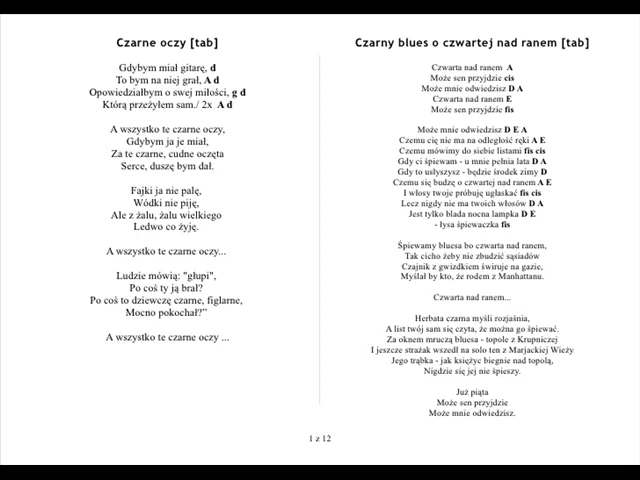 Czarne oczy [tab]
Gdybym miał gitarę, d
To bym na niej grał, A d
Opowiedziałbym o swej miłości, g d
Którą przeżyłem sam./ 2x A d
A wszystko te czarne oczy,
Gdybym ja je miał,
Za te czarne, cudne oczęta
Serce, duszę bym dał.
Fajki ja nie palę,
Wódki nie piję,
Ale z żalu, żalu wielkiego
Ledwo co żyję.
A wszystko te czarne oczy...
Ludzie mówią: "głupi",
Po coś ty ją brał?
Po coś to dziewczę czarne, figlarne,
Mocno pokochał?”
A wszystko te czarne oczy ...
Czarny blues o czwartej nad ranem [tab]
Czwarta nad ranem A
Może sen przyjdzie cis
Może mnie odwiedzisz D A
Czwarta nad ranem E
Może sen przyjdzie fis
Może mnie odwiedzisz D E A
Czemu cię nie ma na odległość ręki A E
Czemu mówimy do siebie listami fis cis
Gdy ci śpiewam - u mnie pełnia lata D A
Gdy to usłyszysz - będzie środek zimy D
Czemu się budzę o czwartej nad ranem A E
I włosy twoje próbuję ugłaskać fis cis
Lecz nigdy nie ma twoich włosów D A
Jest tylko blada nocna lampka D E
- łysa śpiewaczka fis
Śpiewamy bluesa bo czwarta nad ranem,
Tak cicho żeby nie zbudzić sąsiadów
Czajnik z gwizdkiem świruje na gazie,
Myślał by kto, że rodem z Manhattanu.
Czwarta nad ranem...
Herbata czarna myśli rozjaśnia,
A list twój sam się czyta, że można go śpiewać.
Za oknem mruczą bluesa - topole z Krupniczej
I jeszcze strażak wszedł na solo ten z Marjackiej Wieży
Jego trąbka - jak księżyc biegnie nad topolą,
Nigdzie się jej nie śpieszy.
Już piąta
Może sen przyjdzie
Może mnie odwiedzisz.
1 z 12